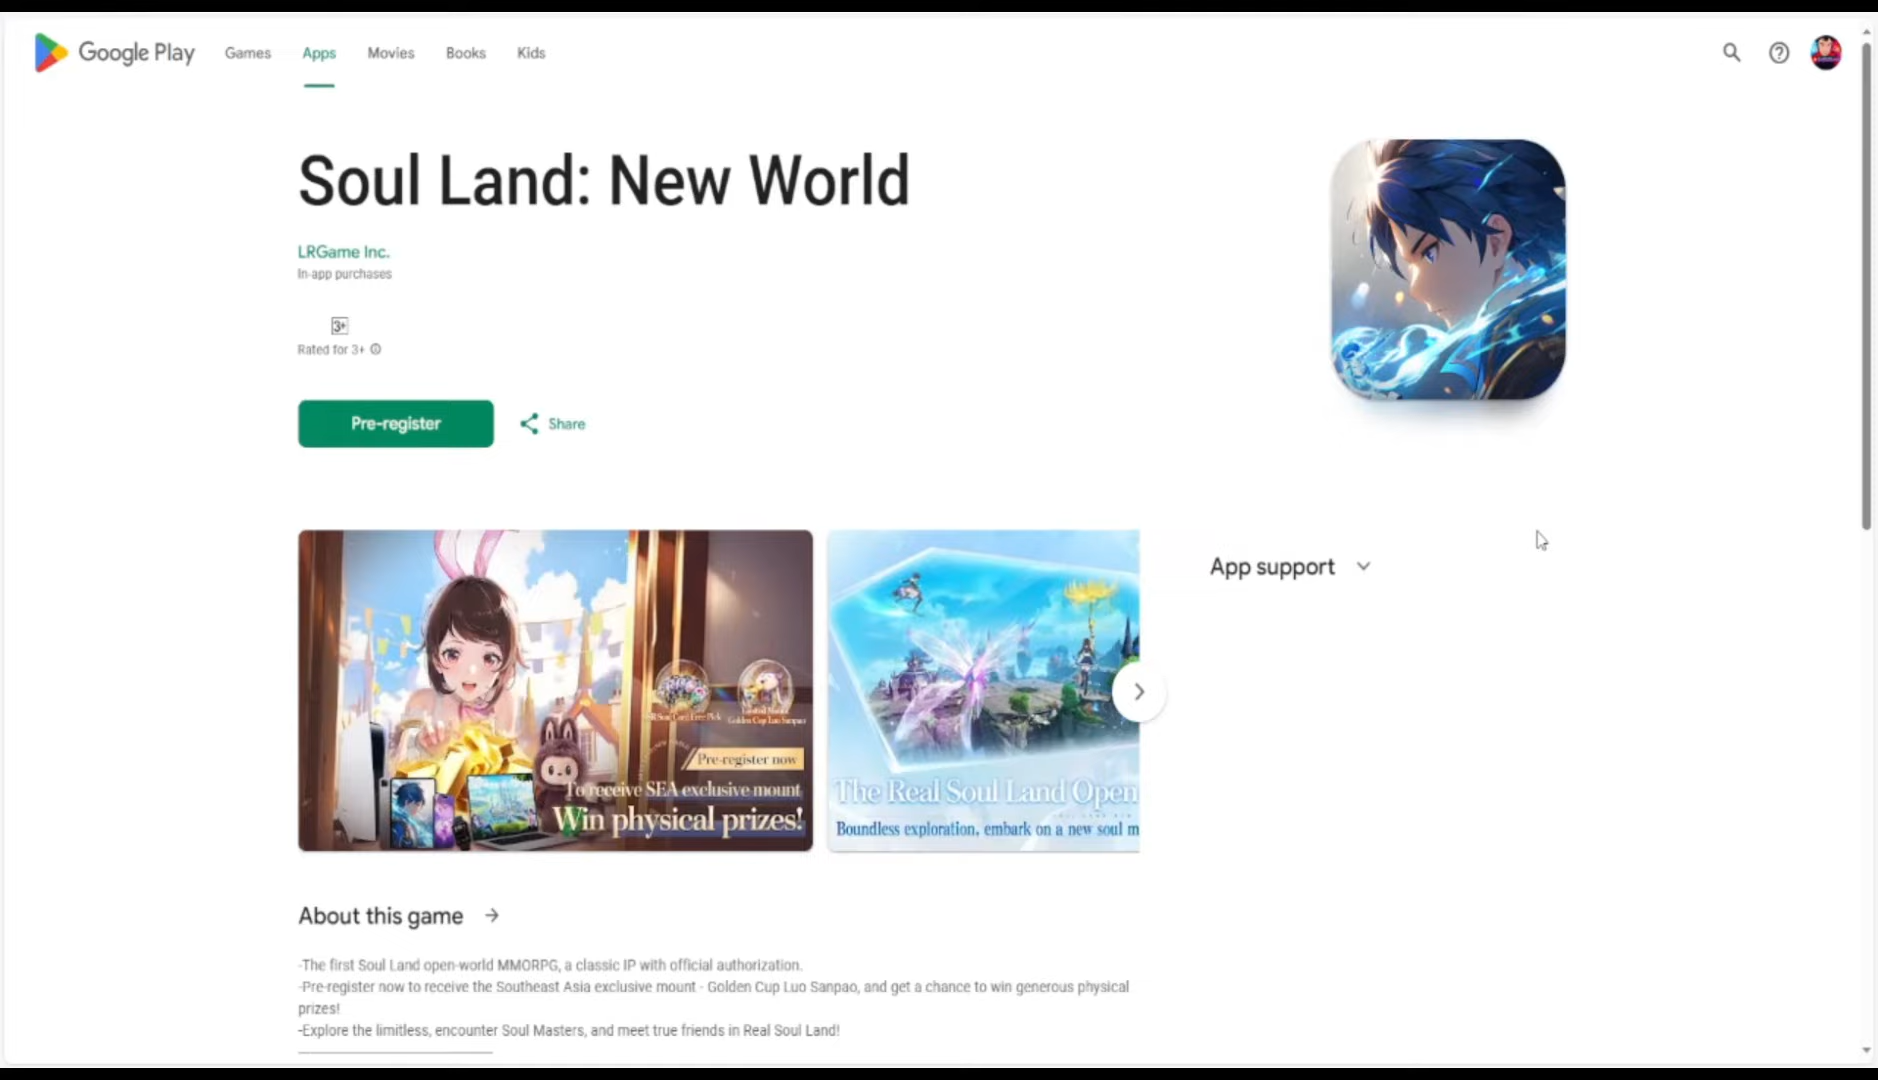 Google Play Games Apps Movies Books Kids
Soul Land: New World
LRGame Inc.
In-app purchases
3+
Rated for 3+
Pre-register Share
Golden Cup Luo Sanpao
Pre-register now
To receive SEA exclusive mount
Win physical prizes!
The Real Soul Land Open
Boundless exploration, embark on a new soul m
App support
About this game
-The first Soul Land open-world MMORPG, a classic IP with official authorization.
-Pre-register now to receive the Southeast Asia exclusive mount - Golden Cup Luo Sanpao, and get a chance to win generous physical
prizes!
-Explore the limitless, encounter Soul Masters, and meet true friends in Real Soul Land!